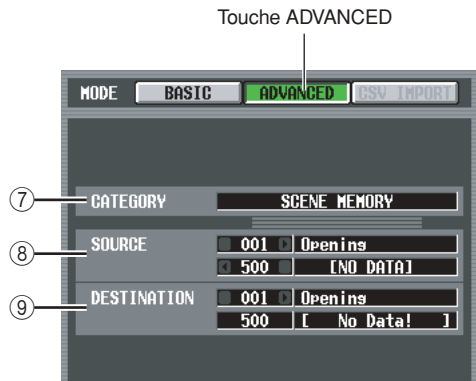 Touche ADVANCED
MODE BASIC ADVANCED CSV IMPORT
⑦ CATEGORY SCENE MEMORY
⑧ SOURCE 001 Opening
500 [NO DATA]
⑨ DESTINATION 001 Opening
500 [ No Data! ]